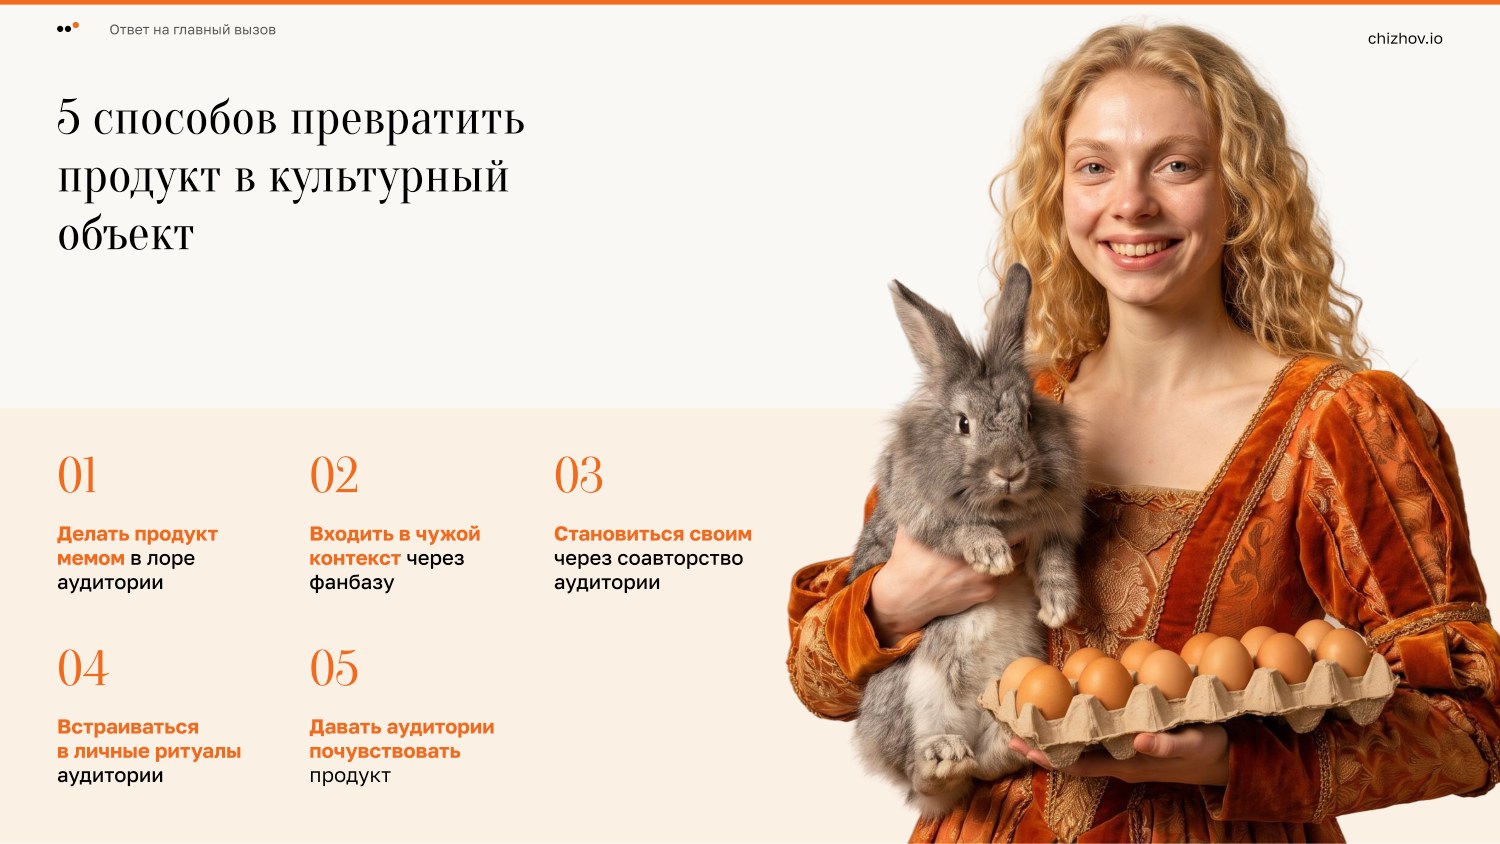 Ответ на главный вызов
chizhov.io
5 способов превратить
продукт в культурный
объект
01
Делать продукт
мемом в лоре
аудитории
02
Входить в чужой
контекст через
фанбазу
03
Становиться своим
через соавторство
аудитории
04
Встраиваться
в личные ритуалы
аудитории
05
Давать аудитории
почувствовать
продукт